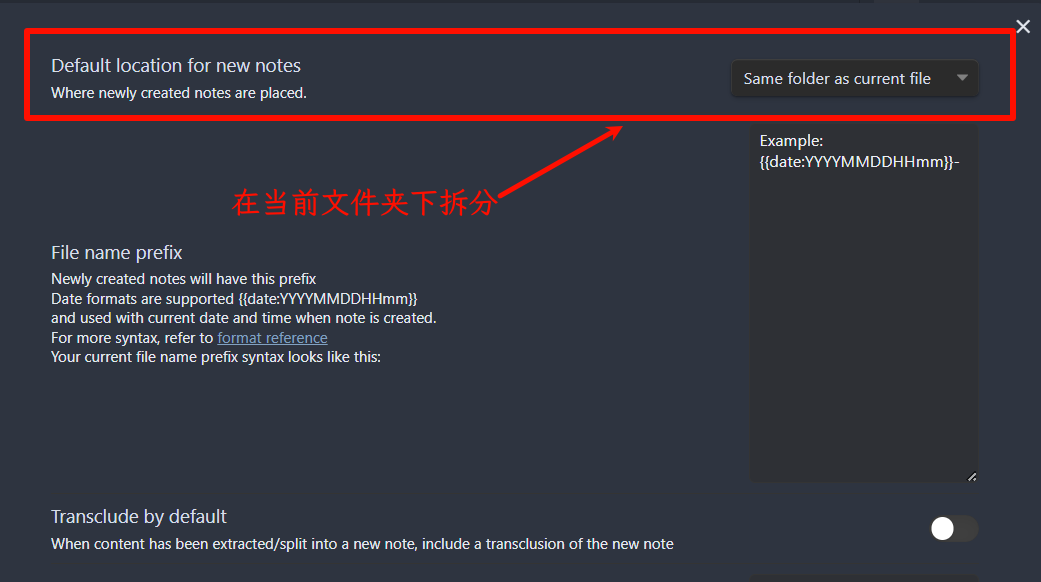 Default location for new notes
Where newly created notes are placed.
Same folder as current file
Example:
{{date:YYYYMMDDHHmm}}-
在当前文件夹下拆分
File name prefix
Newly created notes will have this prefix
Date formats are supported {{date:YYYYMMDDHHmm}}
and used with current date and time when note is created.
For more syntax, refer to format reference
Your current file name prefix syntax looks like this:
Transclude by default
When content has been extracted/split into a new note, include a transclusion of the new note